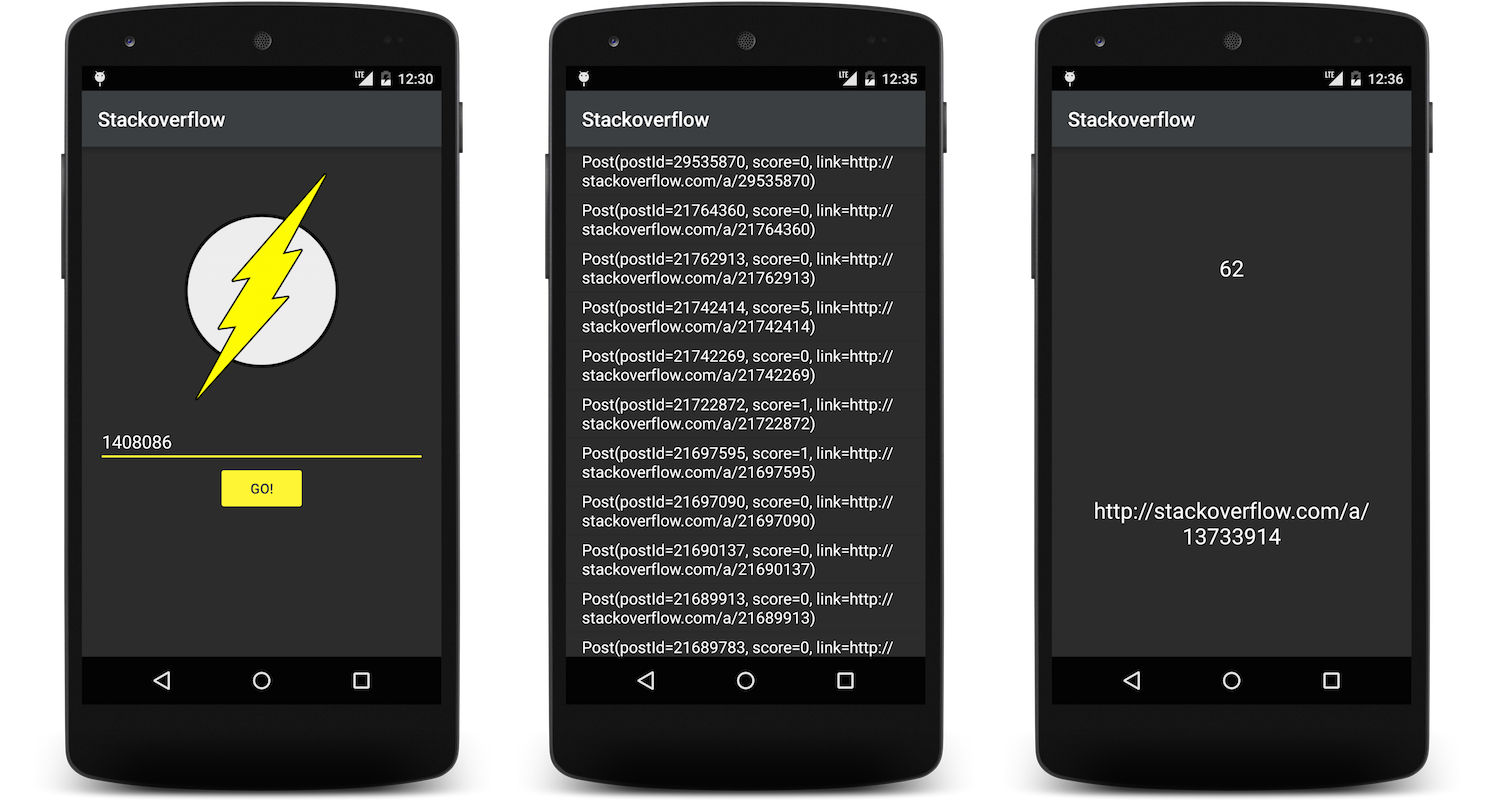 LTE 12:30
Stackoverflow
1408086
GO!
LTE 12:35
Stackoverflow
Post(postId=29535870, score=0, link=http://
stackoverflow.com/a/29535870)
Post(postId=21764360, score=0, link=http://
stackoverflow.com/a/21764360)
Post(postId=21762913, score=0, link=http://
stackoverflow.com/a/21762913)
Post(postId=21742414, score=5, link=http://
stackoverflow.com/a/21742414)
Post(postId=21742269, score=0, link=http://
stackoverflow.com/a/21742269)
Post(postId=21722872, score=1, link=http://
stackoverflow.com/a/21722872)
Post(postId=21697595, score=1, link=http://
stackoverflow.com/a/21697595)
Post(postId=21697090, score=0, link=http://
stackoverflow.com/a/21697090)
Post(postId=21690137, score=0, link=http://
stackoverflow.com/a/21690137)
Post(postId=21689913, score=0, link=http://
stackoverflow.com/a/21689913)
Post(postId=21689783, score=0, link=http://
LTE 12:36
Stackoverflow
62
http://stackoverflow.com/a/
13733914